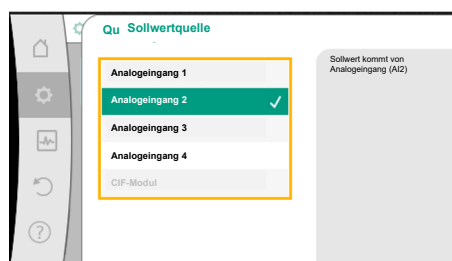 Qu Sollwertquelle
Analogeingang 1
Analogeingang 2
Analogeingang 3
Analogeingang 4
CIF-Modul
Sollwert kommt von
Analogeingang (AI2)
?